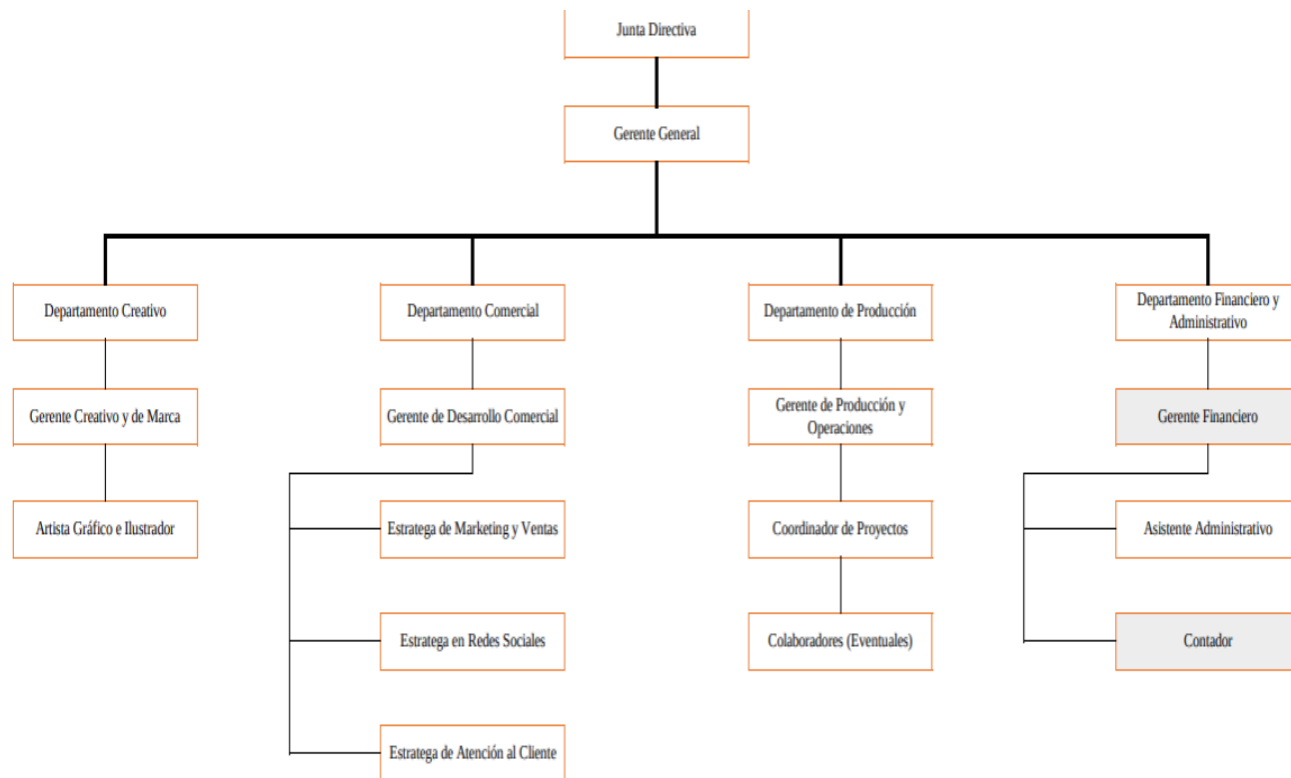 Junta Directiva
Gerente General
Departamento Creativo
Departamento Comercial
Departamento de Producción
Departamento Financiero y
Administrativo
Gerente Creativo y de Marca
Gerente de Desarrollo Comercial
Gerente de Producción y
Operaciones
Gerente Financiero
Artista Gráfico e Ilustrador
Estratega de Marketing y Ventas
Coordinador de Proyectos
Asistente Administrativo
Estratega en Redes Sociales
Colaboradores (Eventuales)
Contador
Estratega de Atención al Cliente